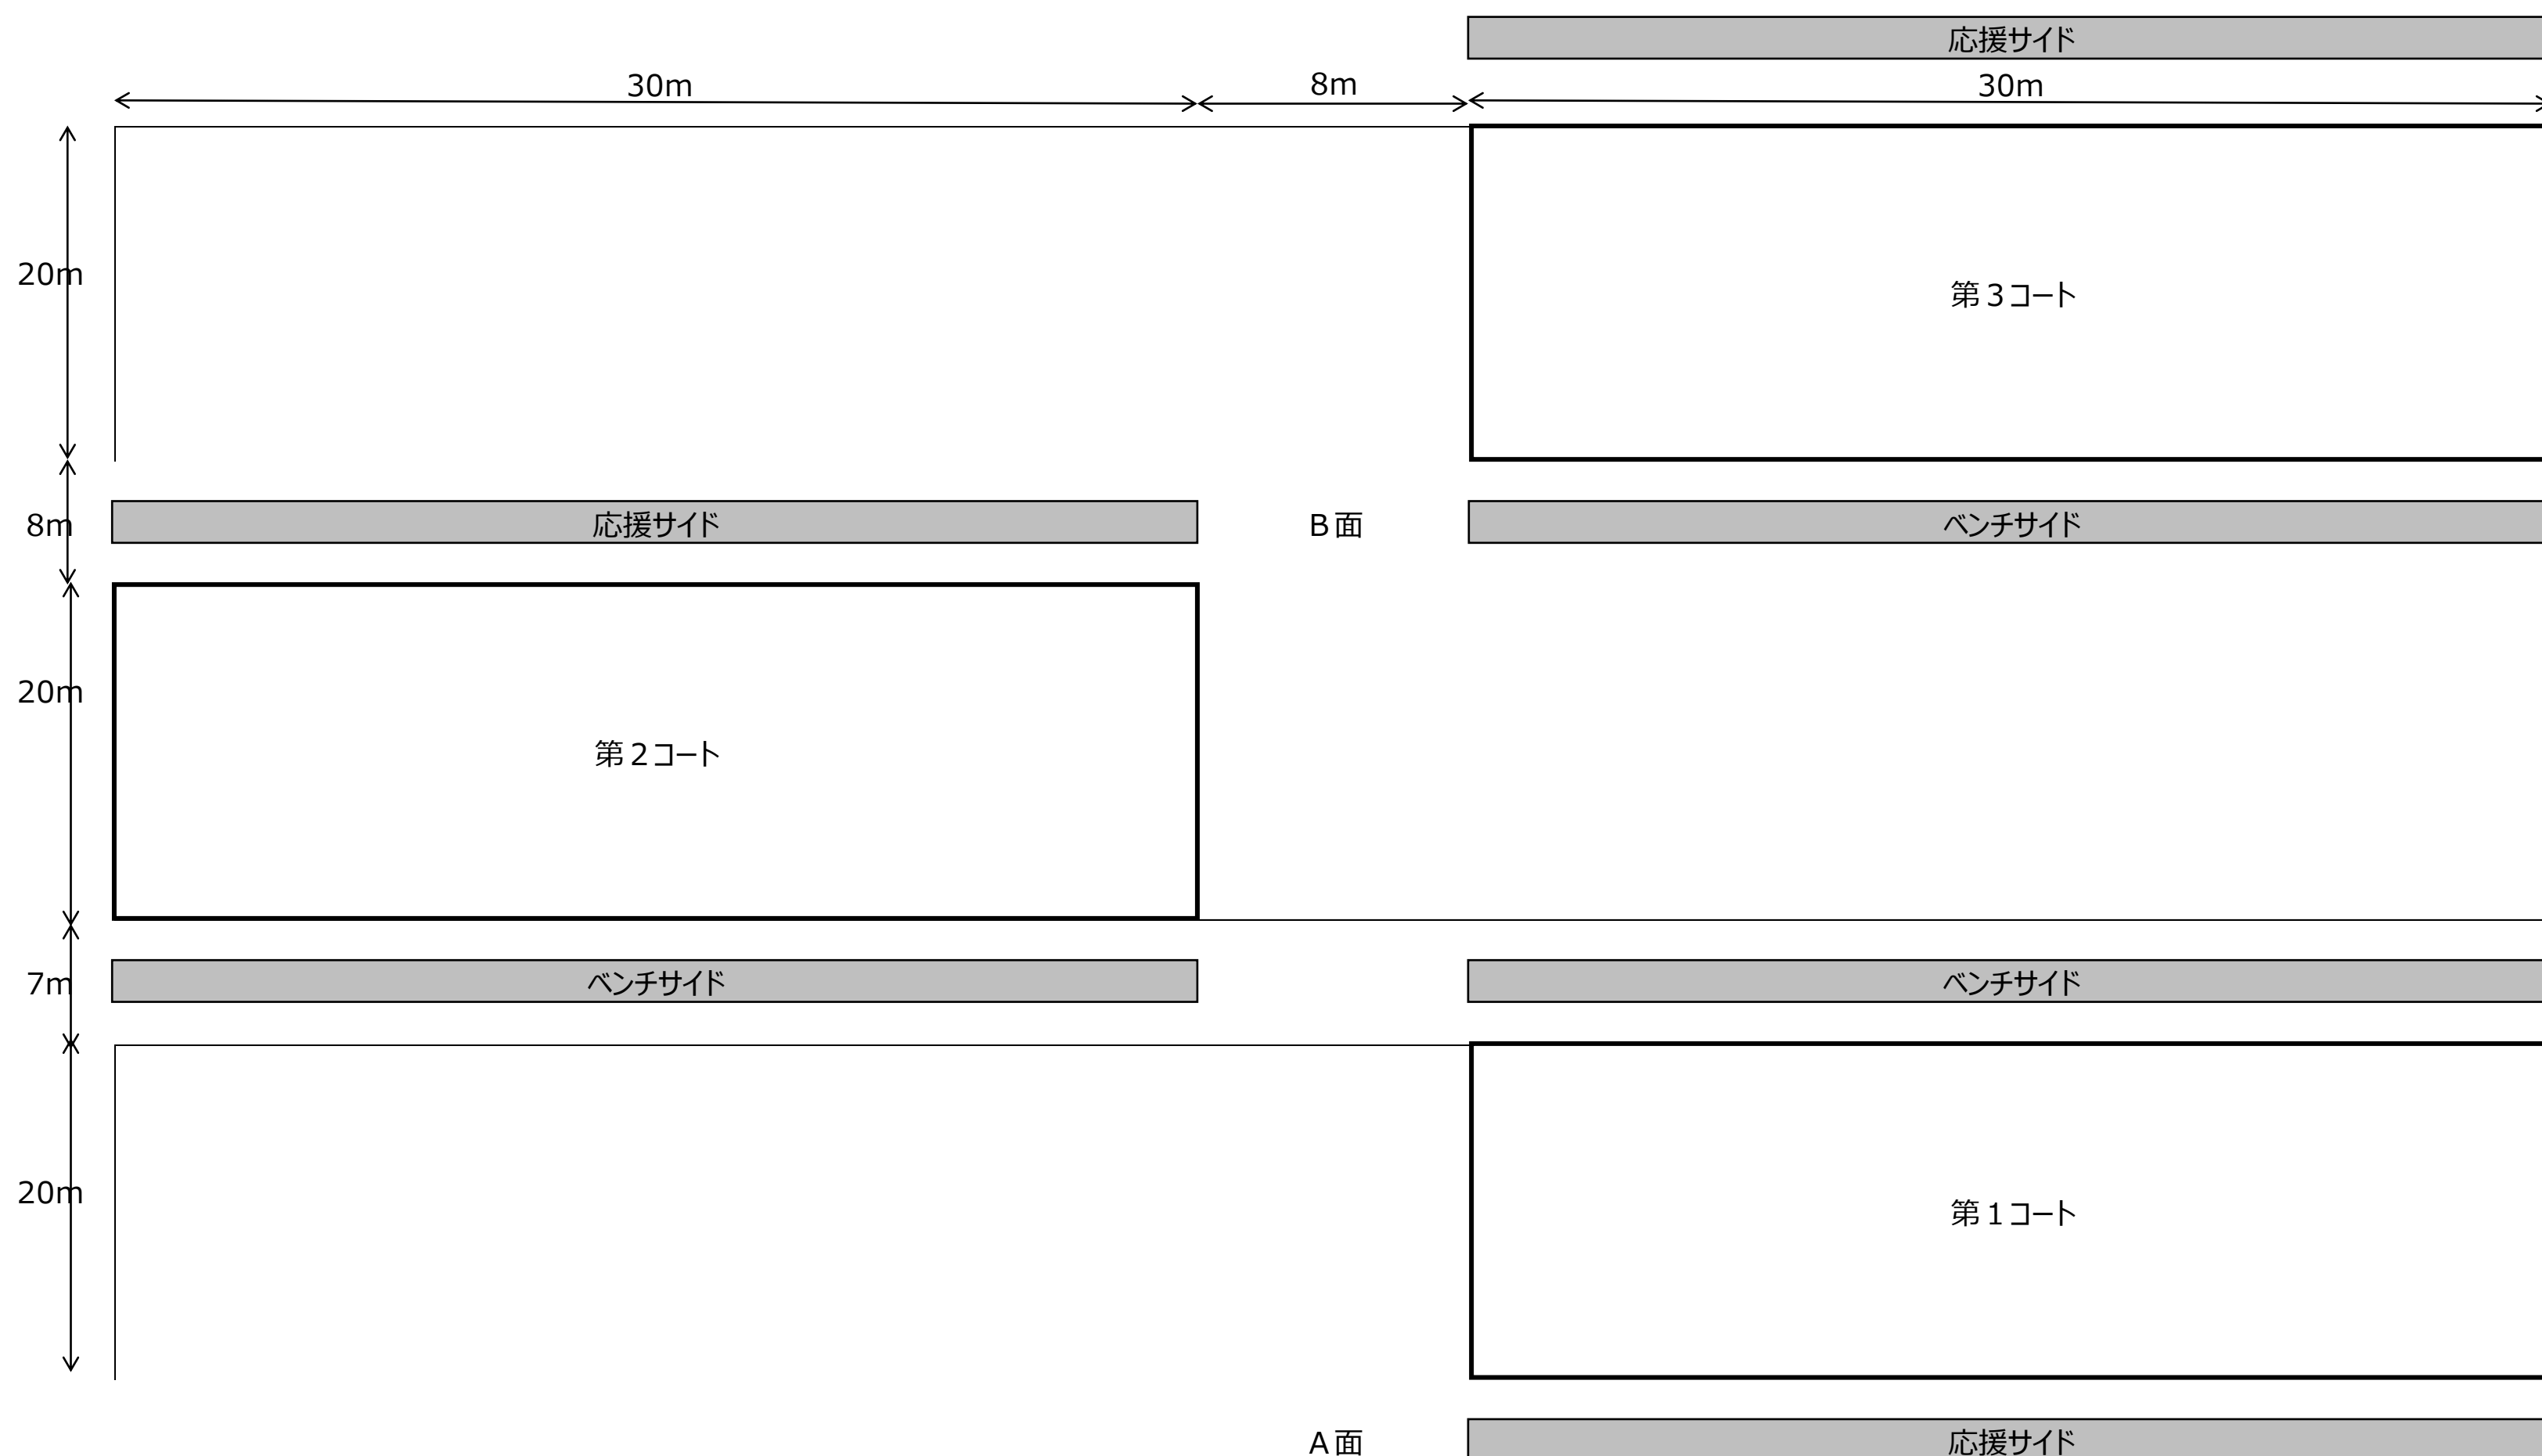 応援サイド
30m
8m
30m
20m
第３コート
8m
応援サイド
Ｂ面
ベンチサイド
20m
第２コート
7m
ベンチサイド
ベンチサイド
20m
第１コート
Ａ面
応援サイド